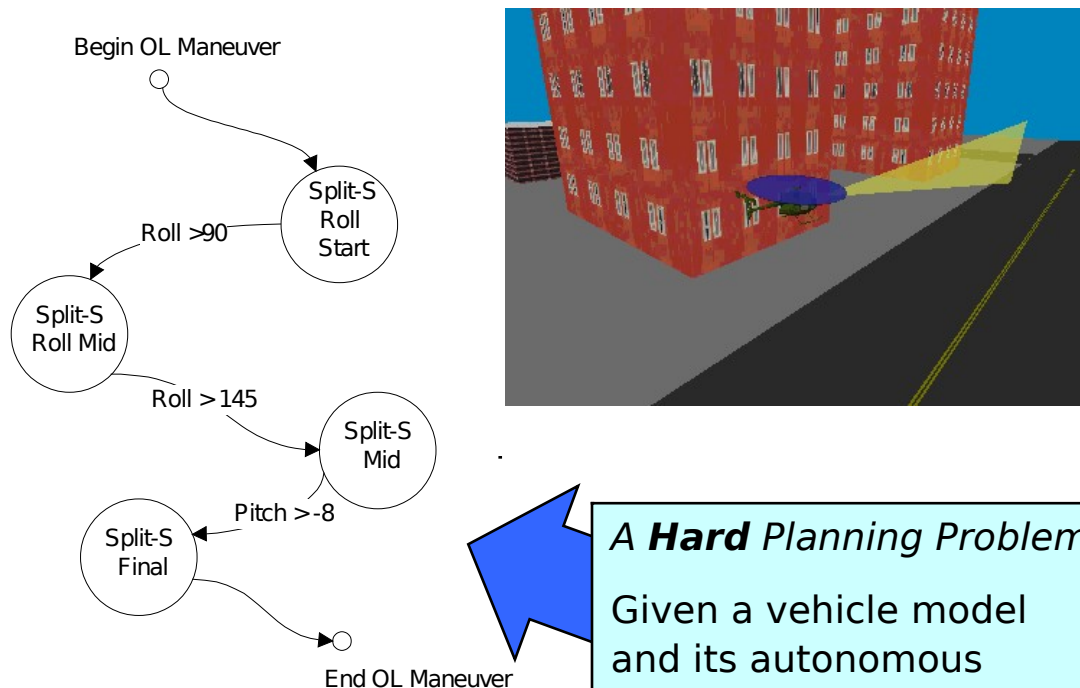 Begin OL Maneuver
Split-S
Roll
Start
Roll >90
Split-S
Roll Mid
Roll > 145
Split-S
Mid
Pitch > -8
Split-S
Final
End OL Maneuver
A Hard Planning Problem
Given a vehicle model
and its autonomous